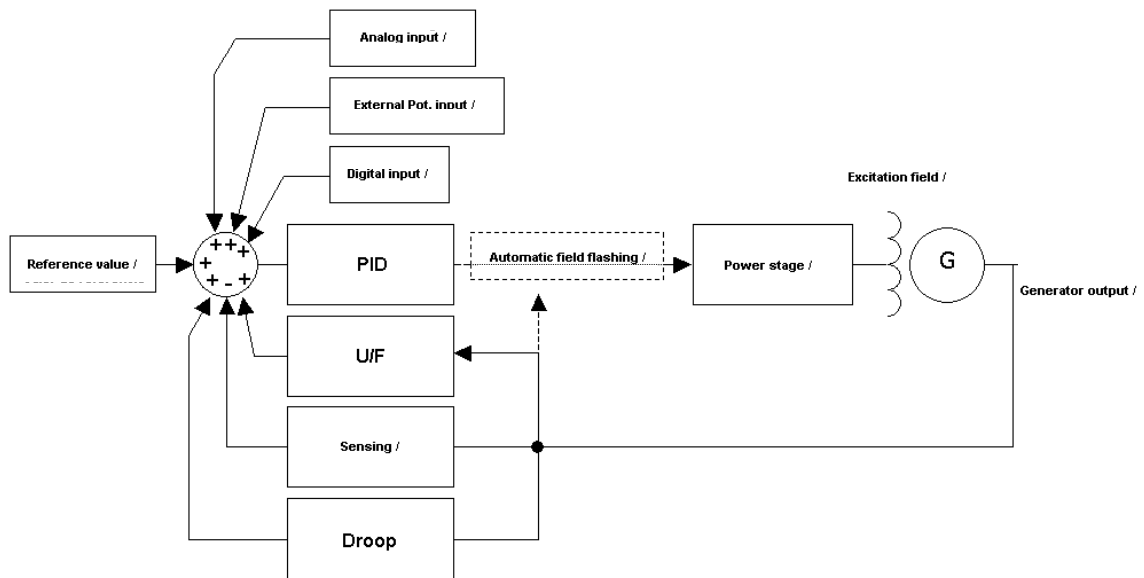 Analog input /
External Pot. input /
Digital input /
Excitation field /
+ + + +
+ + - +
Reference value /
PID
Automatic field flashing /
Power stage /
G
Generator output /
U/F
Sensing /
Droop